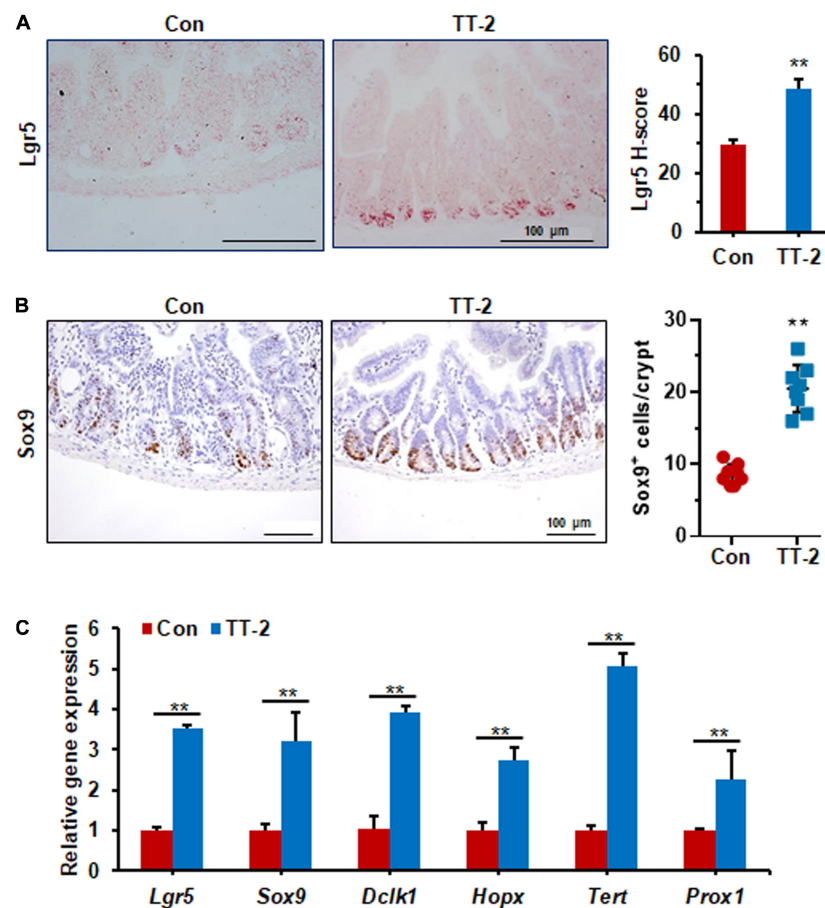 A
Con
TT-2
Lgr5
100 µm
Lgr5 H-score
60
40
20
0
**
Con
TT-2
B
Con
TT-2
Sox9
100 µm
Sox9⁺ cells/crypt
30
20
10
0
**
Con
TT-2
C
Con TT-2
Relative gene expression
6
5
4
3
2
1
0
** ** ** ** ** **
Lgr5 Sox9 Dclk1 Hopx Tert Prox1